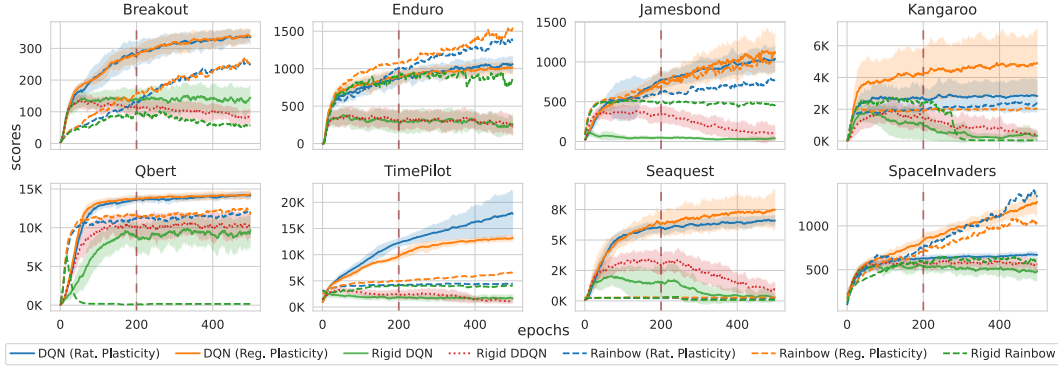 Breakout
Enduro
Jamesbond
Kangaroo
300
200
100
0
1500
1000
500
0
1500
1000
500
0
6K
4K
2K
0K
scores
Qbert
TimePilot
Seaquest
SpaceInvaders
15K
10K
5K
0K
0 200 400
20K
15K
10K
5K
0K
0 200 400
8K
5K
2K
0K
0 200 400
1000
500
0 200 400
epochs
DQN (Rat. Plasticity) DQN (Reg. Plasticity) Rigid DQN Rigid DDQN Rainbow (Rat. Plasticity) Rainbow (Reg. Plasticity) Rigid Rainbow